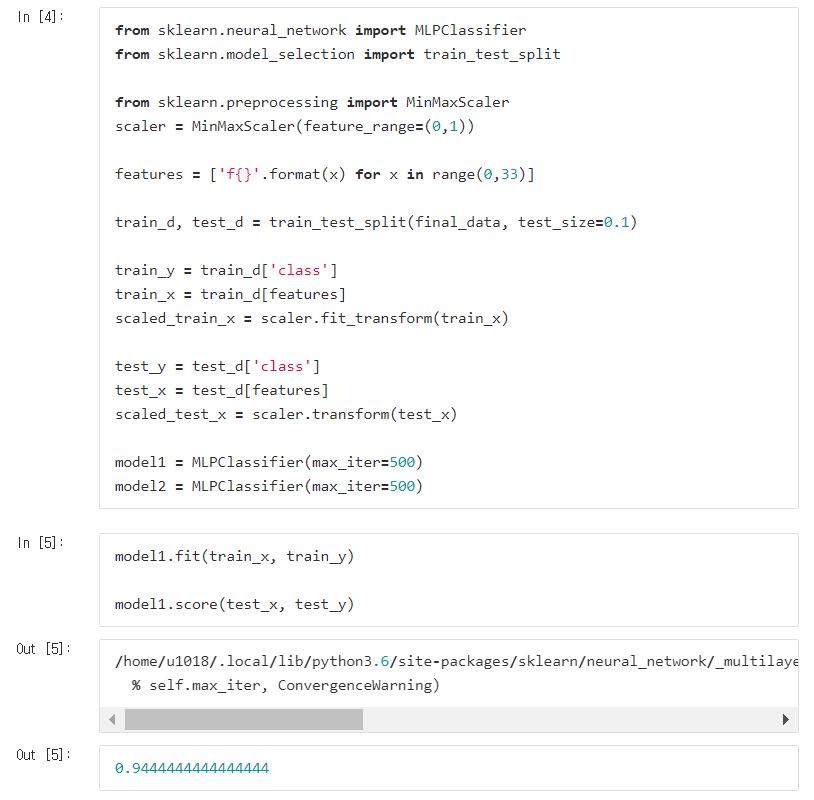 In [4]:
from sklearn.neural_network import MLPClassifier
from sklearn.model_selection import train_test_split
from sklearn.preprocessing import MinMaxScaler
scaler = MinMaxScaler(feature_range=(0,1))
features = ['f{}'.format(x) for x in range(0,33)]
train_d, test_d = train_test_split(final_data, test_size=0.1)
train_y = train_d['class']
train_x = train_d[features]
scaled_train_x = scaler.fit_transform(train_x)
test_y = test_d['class']
test_x = test_d[features]
scaled_test_x = scaler.transform(test_x)
model1 = MLPClassifier(max_iter=500)
model2 = MLPClassifier(max_iter=500)
In [5]:
model1.fit(train_x, train_y)
model1.score(test_x, test_y)
Out [5]:
/home/u1018/.local/lib/python3.6/site-packages/sklearn/neural_network/_multilaye
% self.max_iter, ConvergenceWarning)
Out [5]:
0.9444444444444444